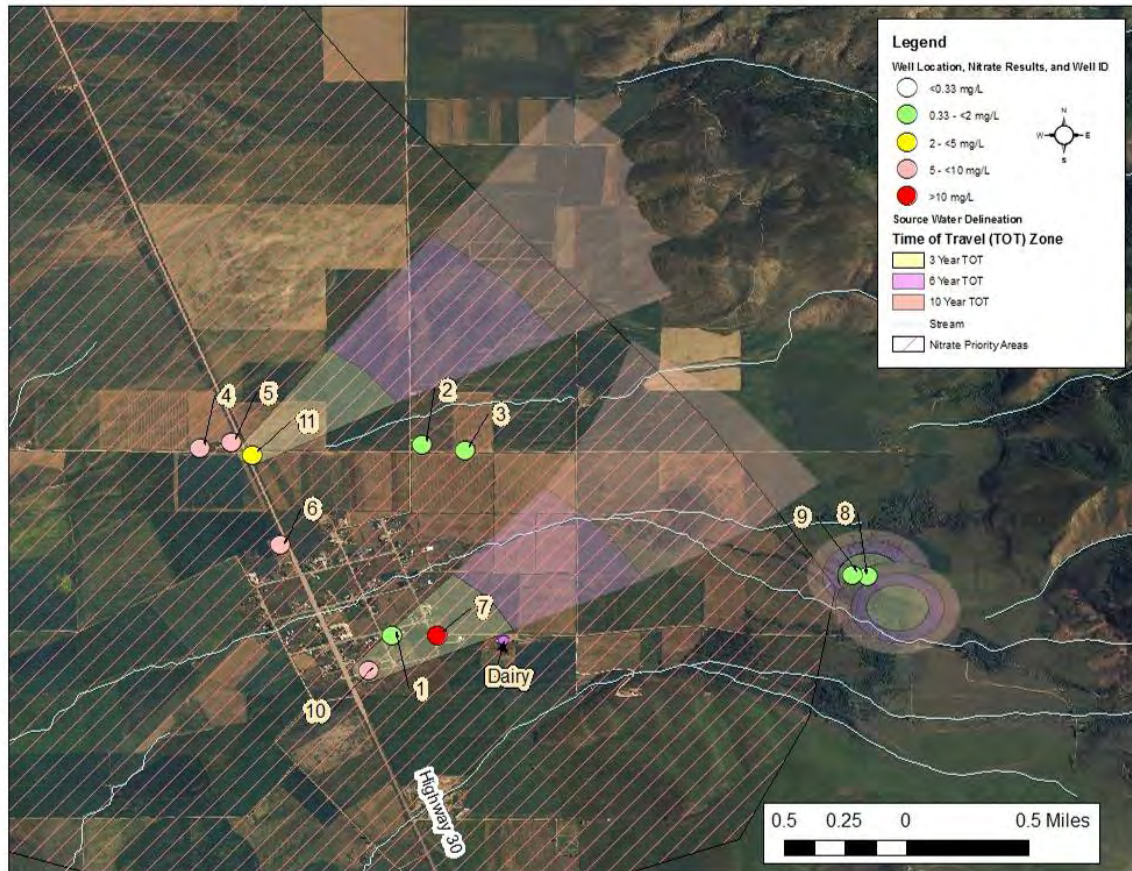 Legend
Well Location, Nitrate Results, and Well ID
<0.33 mg/L
0.33 - <2 mg/L
2 - <5 mg/L
5 - <10 mg/L
>10 mg/L
Source Water Delineation
Time of Travel (TOT) Zone
3 Year TOT
6 Year TOT
10 Year TOT
Stream
Nitrate Priority Areas
N
W E
S
4
5
11
2
3
6
9
8
7
1
Dairy
10
Highway 30
0.5 0.25 0 0.5 Miles